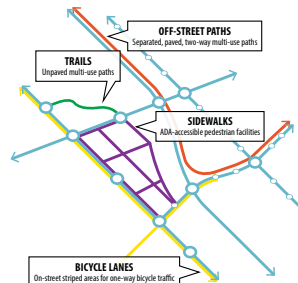 OFF-STREET PATHS
Separated, paved, two-way multi-use paths
TRAILS
Unpaved multi-use paths
SIDEWALKS
ADA-accessible pedestrian facilities
BICYCLE LANES
On-street striped areas for one-way bicycle traffic